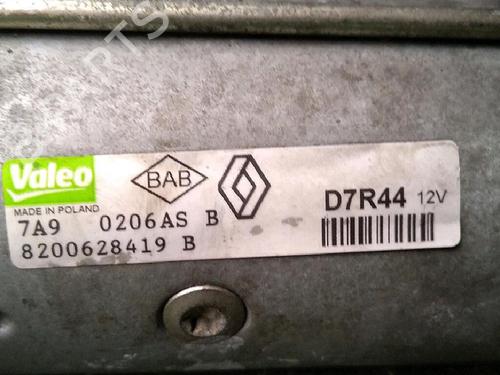 Valeo
MADE IN POLAND
BAB
D7R44 12V
7A9 0206AS B
8200628419 B